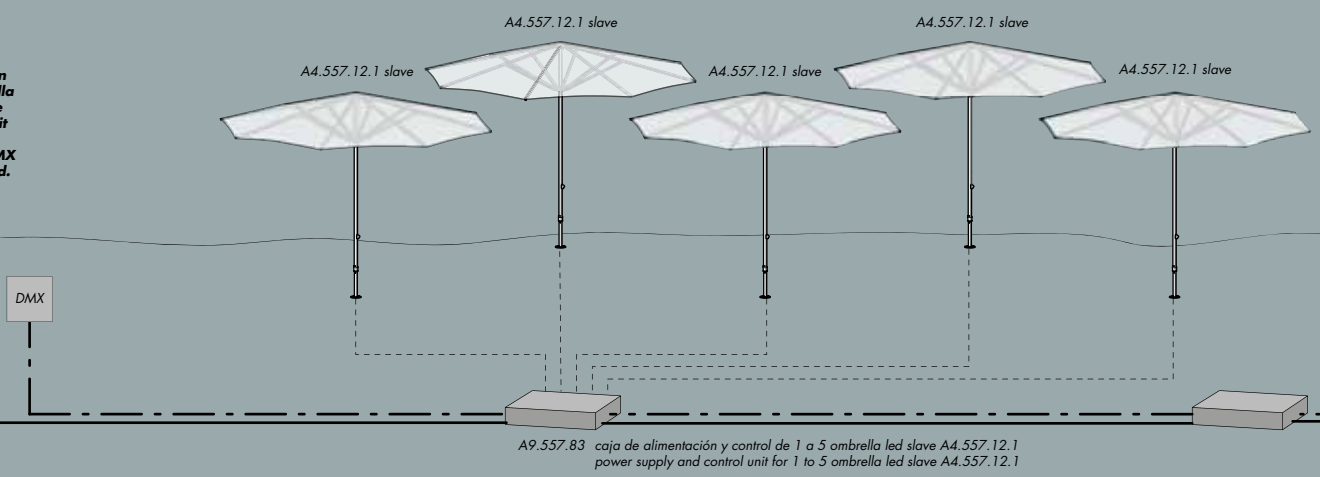 A4.557.12.1 slave
A4.557.12.1 slave
A4.557.12.1 slave
A4.557.12.1 slave
A4.557.12.1 slave
n
lla
e
it
MX
d.
DMX
A9.557.83 caja de alimentación y control de 1 a 5 ombrella led slave A4.557.12.1
power supply and control unit for 1 to 5 ombrella led slave A4.557.12.1